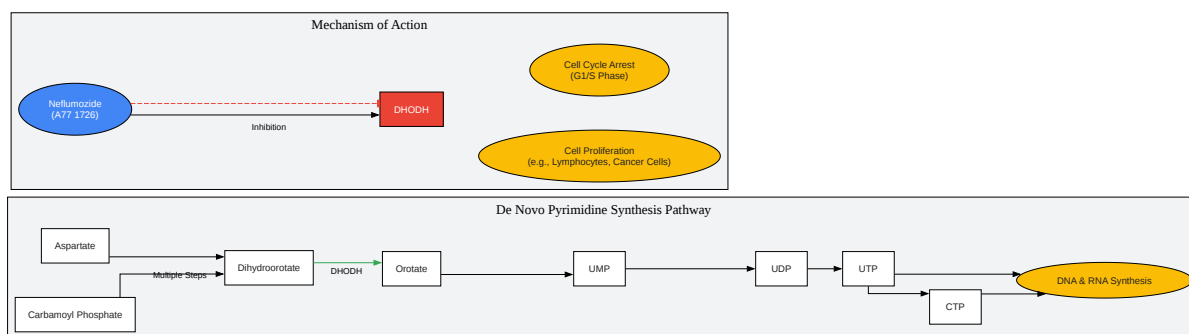 Mechanism of Action
Cell Cycle Arrest
(G1/S Phase)
Neflumozide
(A77 1726)
DHODH
Inhibition
Cell Proliferation
(e.g., Lymphocytes, Cancer Cells)
De Novo Pyrimidine Synthesis Pathway
Aspartate
Multiple Steps
Carbamoyl Phosphate
Dihydroorotate
DHODH
Orotate
UMP
UDP
UTP
CTP
DNA & RNA Synthesis